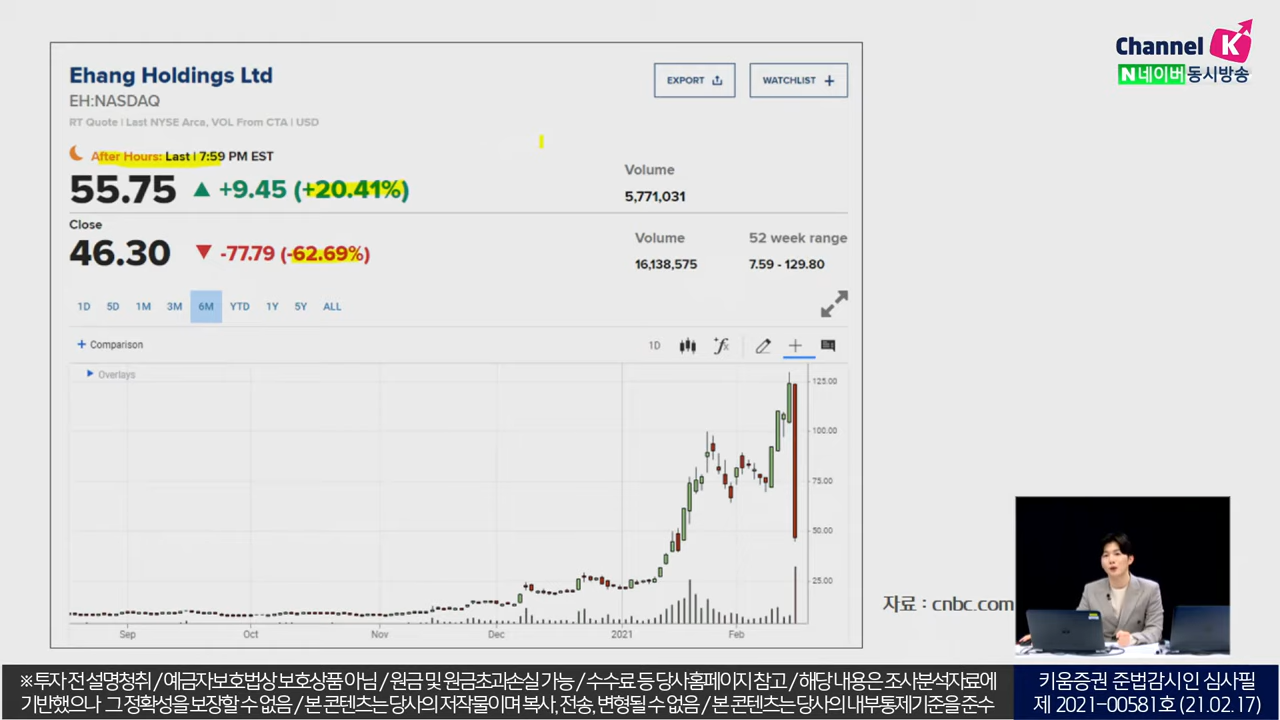 Channel K
N 네이버 동시방송
Ehang Holdings Ltd
EXPORT
WATCHLIST +
EH:NASDAQ
RT Quote | Last NYSE Arca, VOL From CTA | USD
After Hours: Last | 7:59 PM EST
55.75 ▲ +9.45 (+20.41%)
Volume
5,771,031
Close
46.30 ▼ -77.79 (-62.69%)
Volume
16,138,575
52 week range
7.59 - 129.80
1D 5D 1M 3M 6M YTD 1Y 5Y ALL
+ Comparison
1D
Overlays
125.00
100.00
75.00
50.00
25.00
Sep Oct Nov Dec 2021 Feb
자료 : cnbc.com
※ 투자 전 설명청취 / 예금자보호법상 보호상품 아님 / 원금 및 원금초과손실 가능 / 수수료 등 당사홈페이지 참고 / 해당 내용은 조사분석자료에
기반했으나 그 정확성을 보장할 수 없음 / 본 콘텐츠는 당사의 저작물이며 복사, 전송, 변형될 수 없음 / 본 콘텐츠는 당사의 내부통제기준을 준수
키움증권 준법감시인 심사필
제 2021-00581호 (21.02.17)